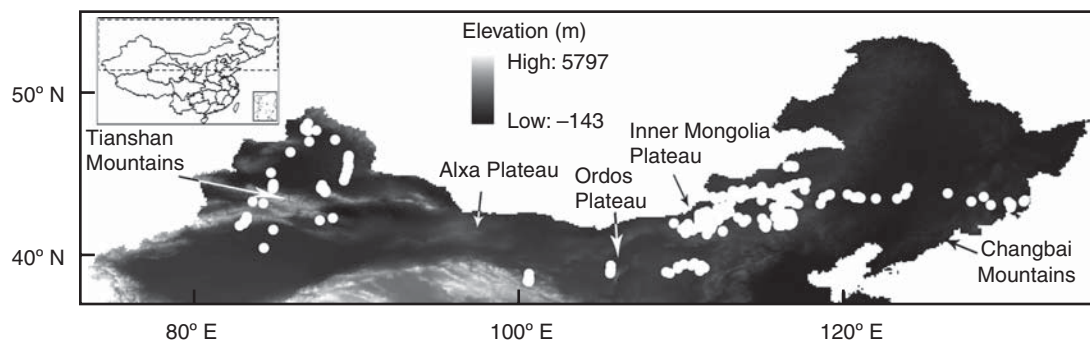 Elevation (m)
High: 5797
Low: –143
50° N
40° N
Tianshan
Mountains
Alxa Plateau
Ordos
Plateau
Inner Mongolia
Plateau
Changbai
Mountains
80° E
100° E
120° E